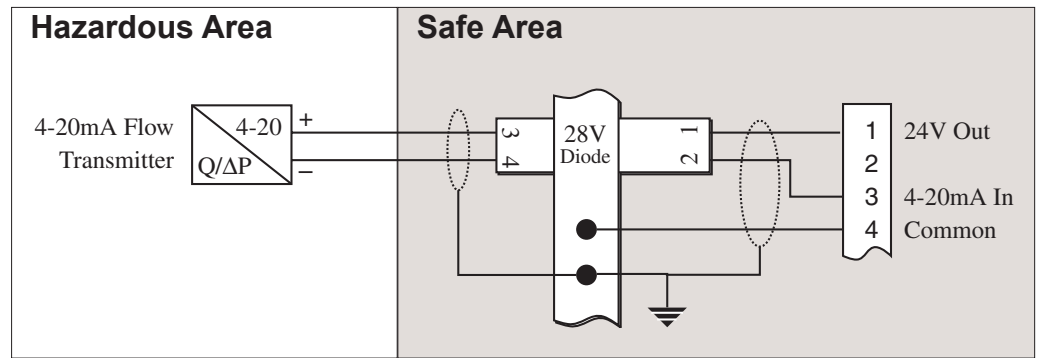 Hazardous Area
Safe Area
4-20mA Flow
Transmitter
4-20
Q/ΔP
+
–
3
4
28V
Diode
1
2
1
2
3
4
24V Out
4-20mA In
Common